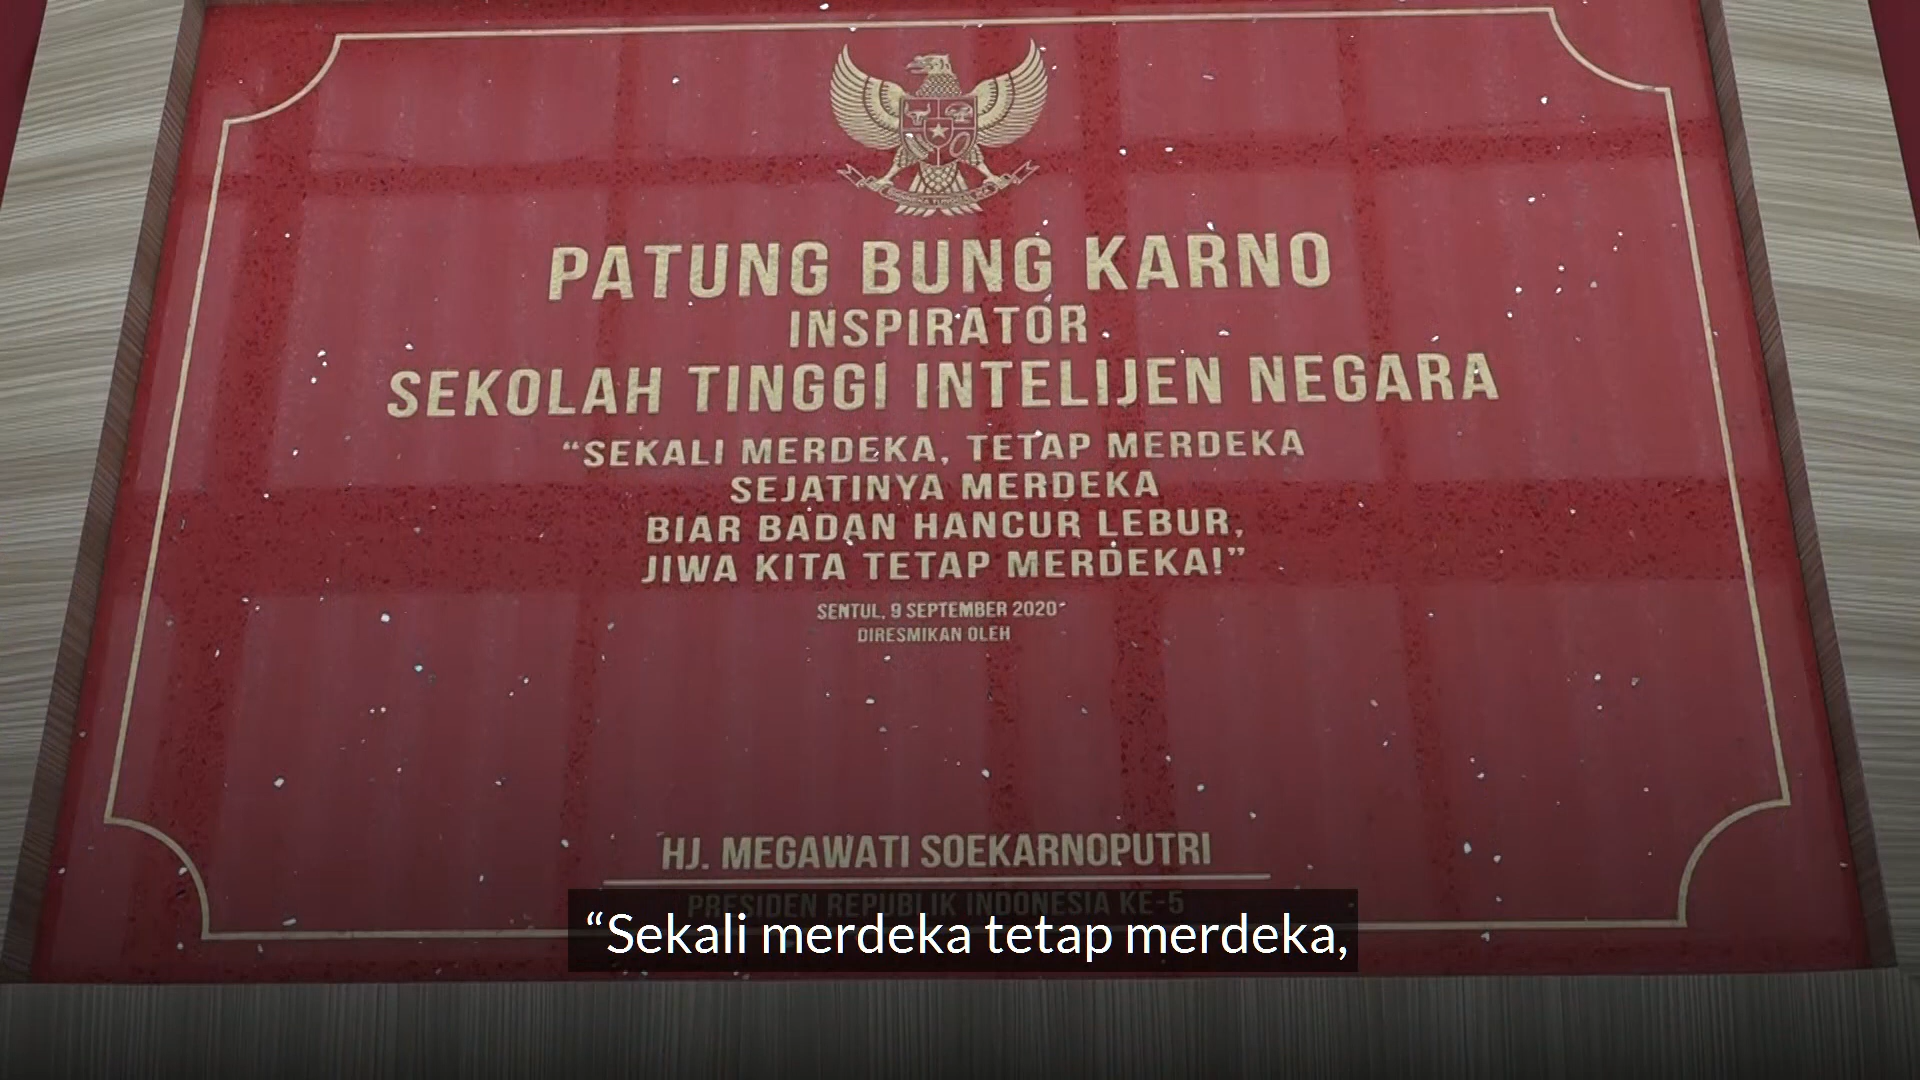 PATUNG BUNG KARNO
INSPIRATOR
SEKOLAH TINGGI INTELIJEN NEGARA
“SEKALI MERDEKA, TETAP MERDEKA
SEJATINYA MERDEKA
BIAR BADAN HANCUR LEBUR,
JIWA KITA TETAP MERDEKA!”
SENTUL, 9 SEPTEMBER 2020
DIRESMIKAN OLEH
HJ. MEGAWATI SOEKARNOPUTRI
PRESIDEN REPUBLIK INDONESIA KE-5
“Sekali merdeka tetap merdeka,